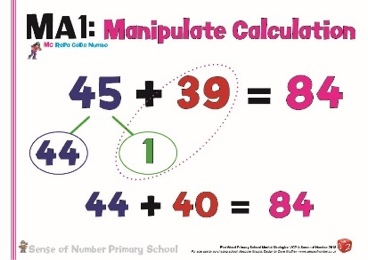 MA1: Manipulate Calculation
45 + 39 = 84
44 1
44 + 40 = 84
Sense of Number Primary School